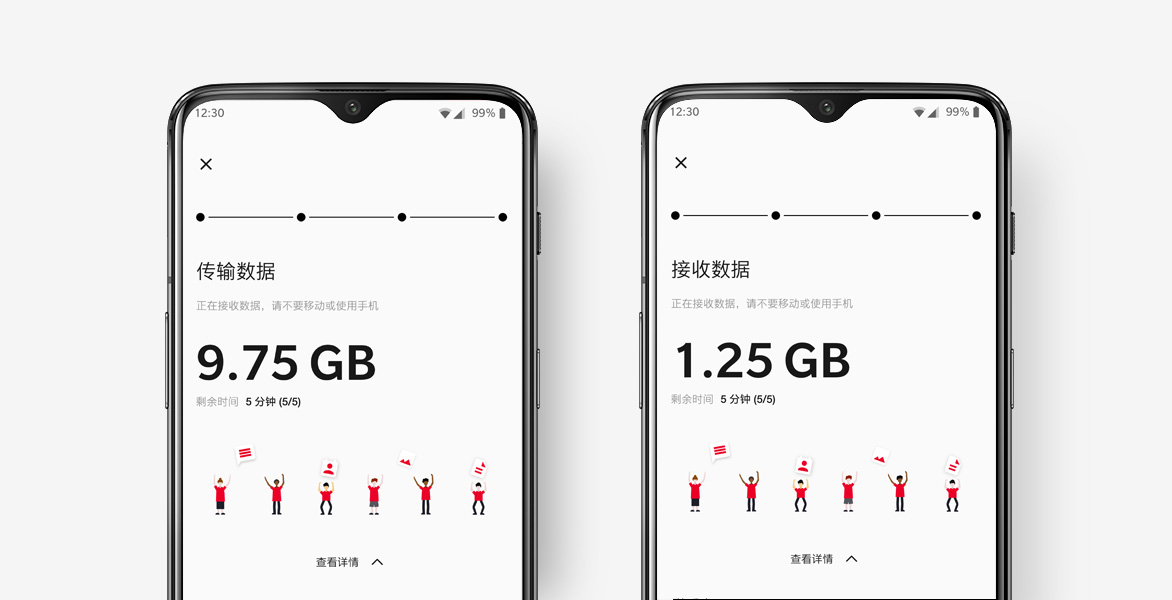 12:30
99%
传输数据
正在接收数据，请不要移动或使用手机
9.75 GB
剩余时间 5 分钟 (5/5)
查看详情
12:30
99%
接收数据
正在接收数据，请不要移动或使用手机
1.25 GB
剩余时间 5 分钟 (5/5)
查看详情